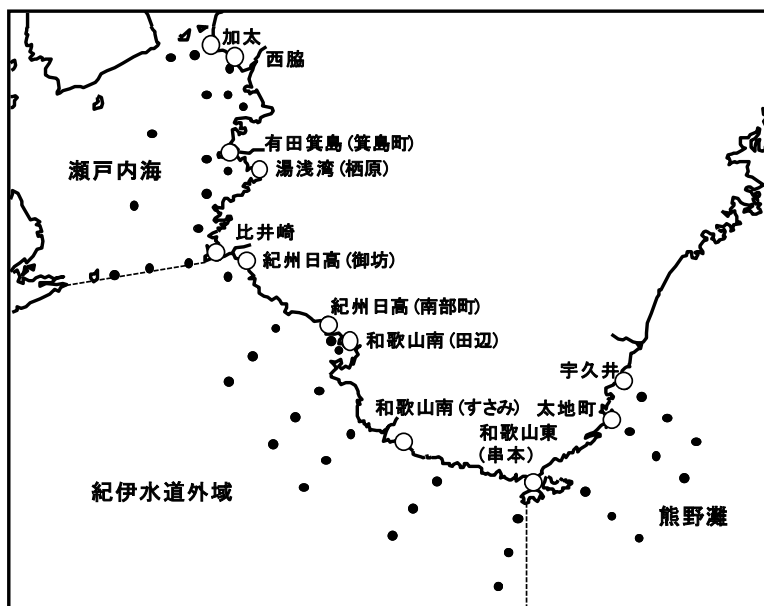 加太
西脇
有田箕島(箕島町)
瀬戸内海
湯浅湾(栖原)
比井崎
紀州日高(御坊)
紀州日高(南部町)
和歌山南(田辺)
宇久井
和歌山南(すさみ)
太地町
和歌山東
(串本)
紀伊水道外域
熊野灘